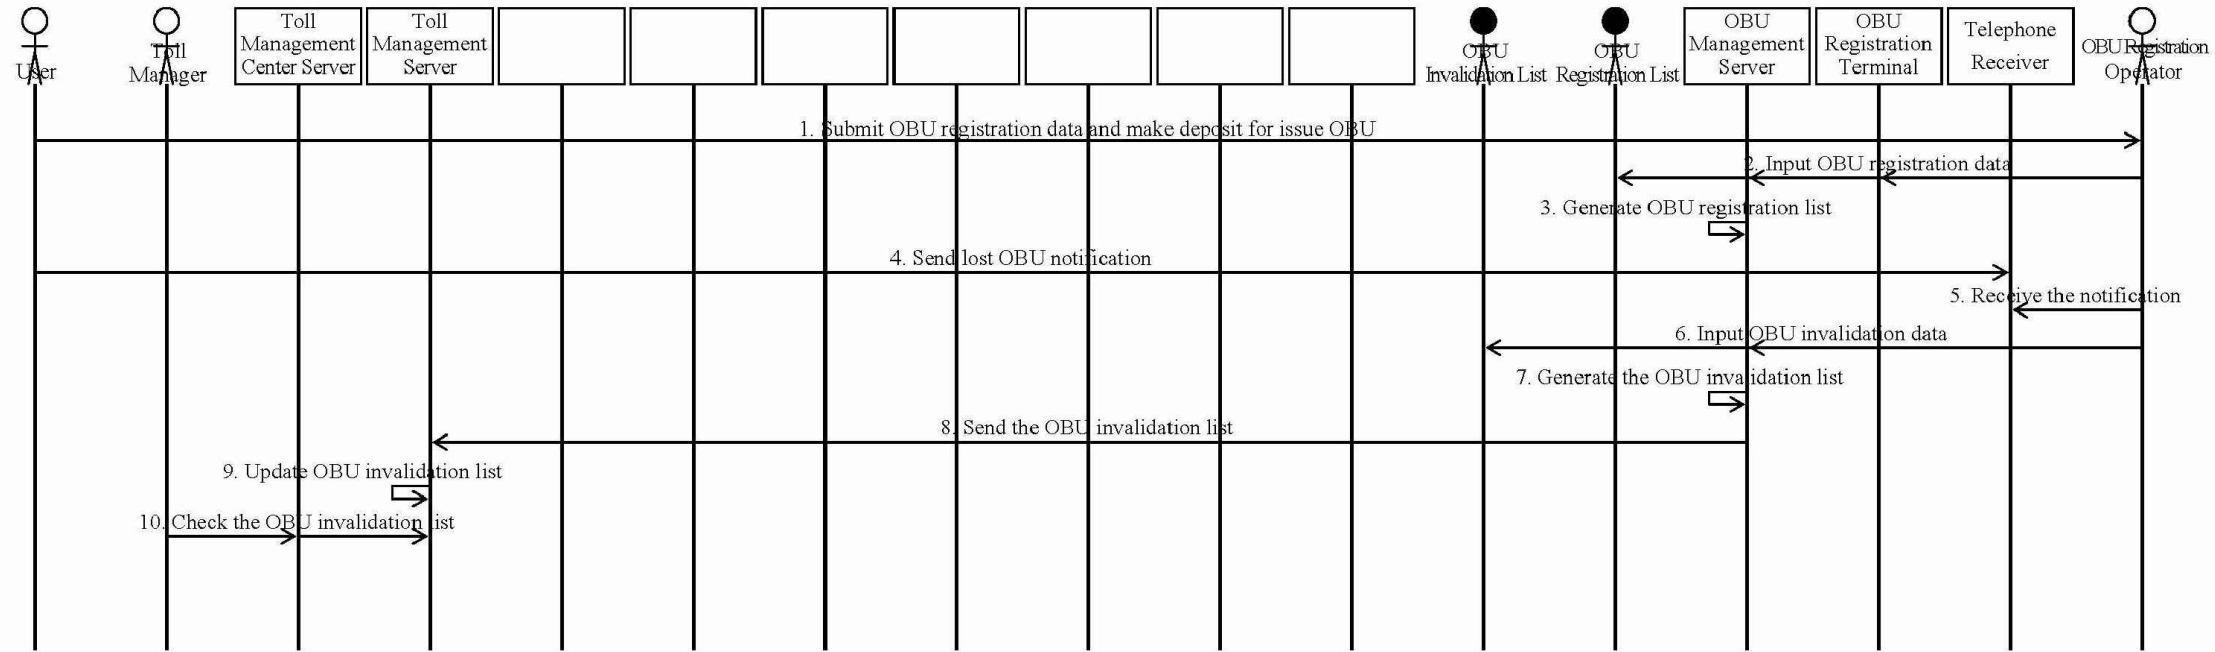 User
Toll
Manager
Toll
Management
Center Server
Toll
Management
Server
OBU
Invalidation List
OBU
Registration List
OBU
Management
Server
OBU
Registration
Terminal
Telephone
Receiver
OBU Registration
Operator
1. Submit OBU registration data and make deposit for issue OBU
2. Input OBU registration data
3. Generate OBU registration list
4. Send lost OBU notification
5. Receive the notification
6. Input OBU invalidation data
7. Generate the OBU invalidation list
8. Send the OBU invalidation list
9. Update OBU invalidation list
10. Check the OBU invalidation list